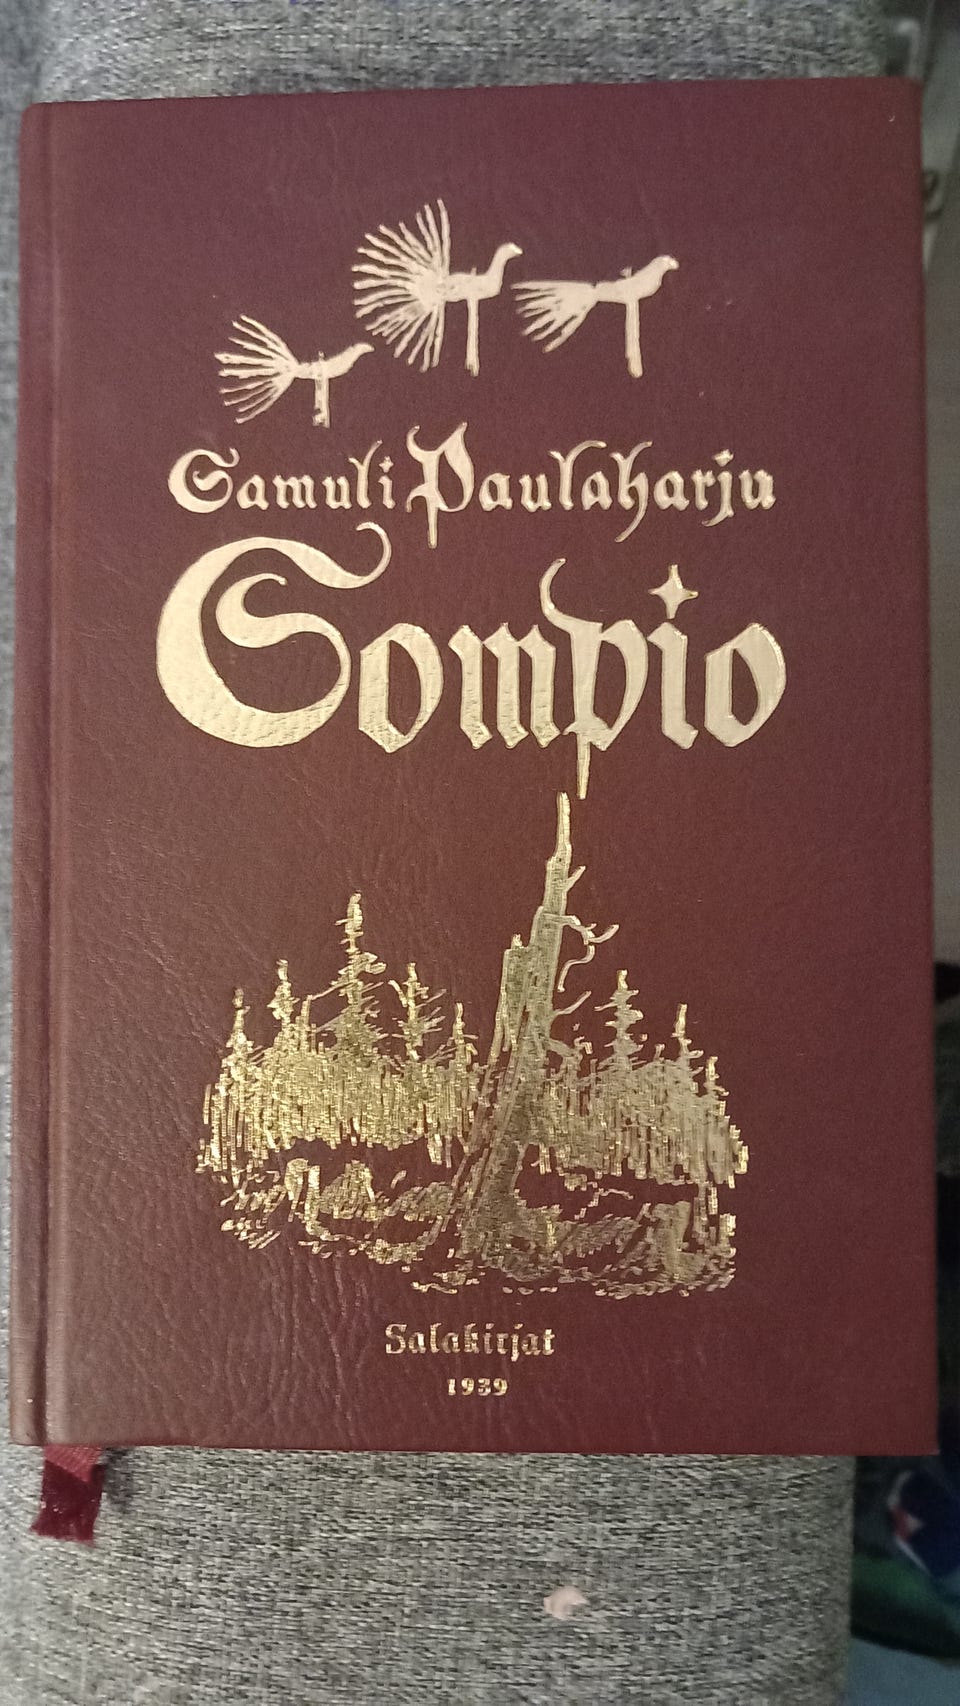 Samuli Paulaharju
Sompio
Salakirjat
1939